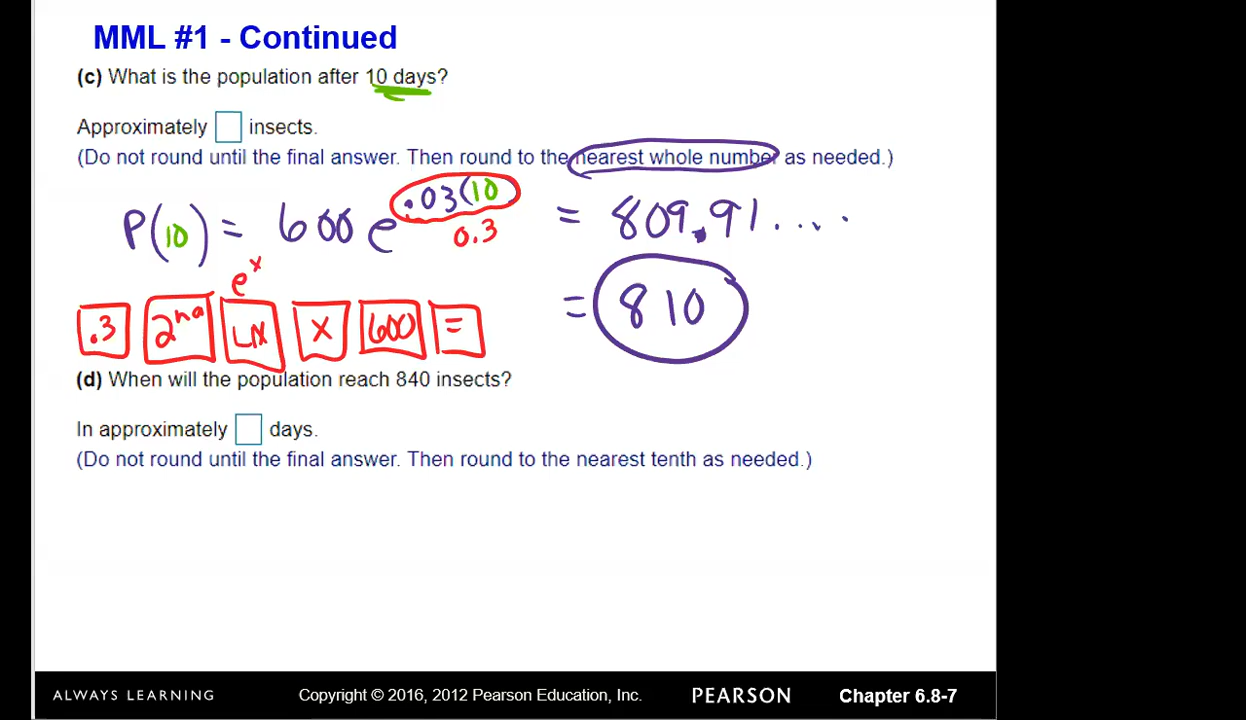 MML #1 - Continued
(c) What is the population after 10 days?
Approximately insects.
(Do not round until the final answer. Then round to the nearest whole number as needed.)
P(10) = 600 e^.03(10 = 809.91....
0.3
e^x
.3 2nd LN X 600 =
= 810
(d) When will the population reach 840 insects?
In approximately days.
(Do not round until the final answer. Then round to the nearest tenth as needed.)
ALWAYS LEARNING Copyright © 2016, 2012 Pearson Education, Inc. PEARSON Chapter 6.8-7